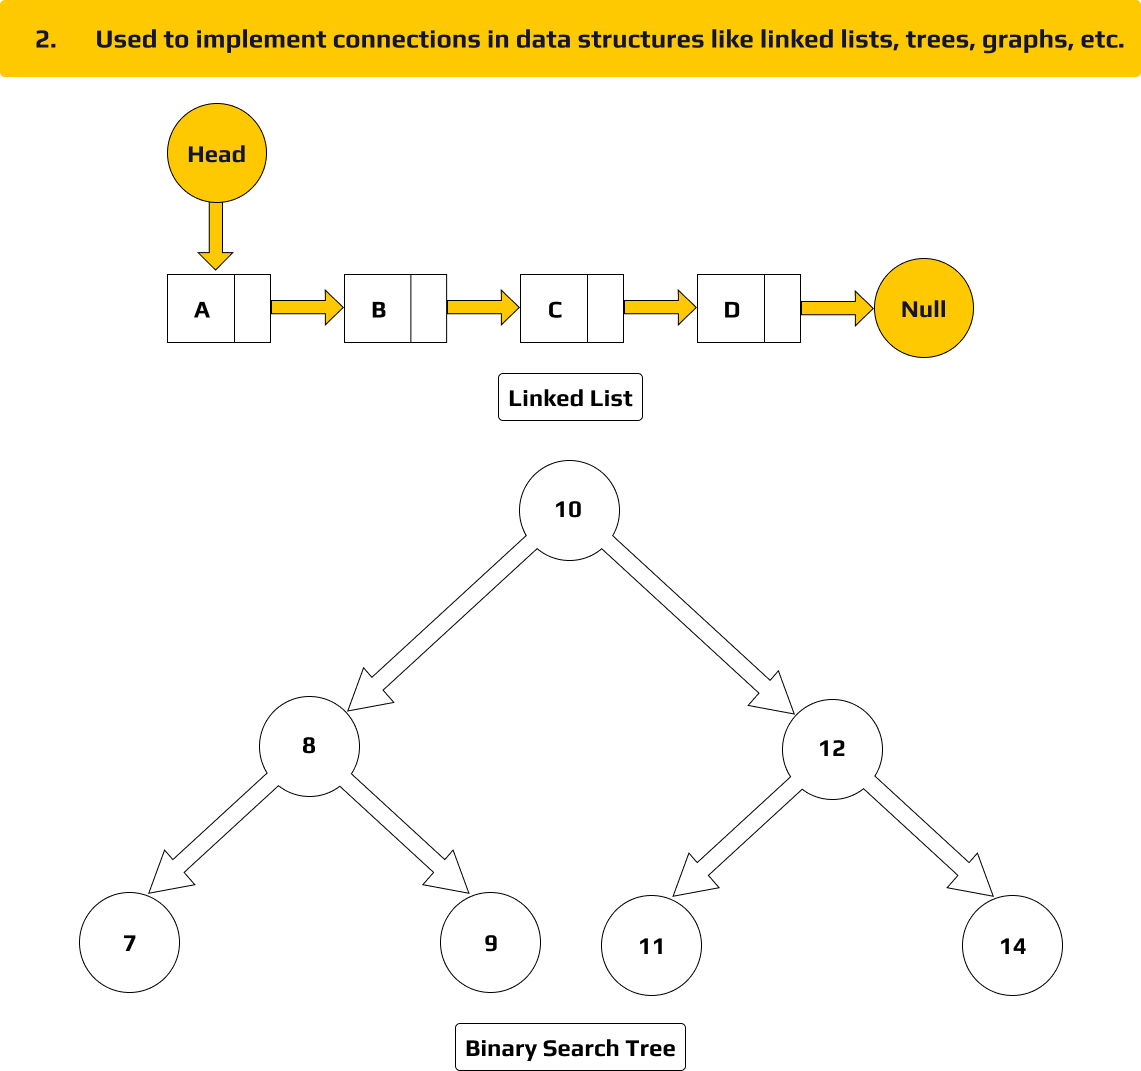 2. Used to implement connections in data structures like linked lists, trees, graphs, etc.
Head
A B C D Null
Linked List
10
8 12
7 9 11 14
Binary Search Tree